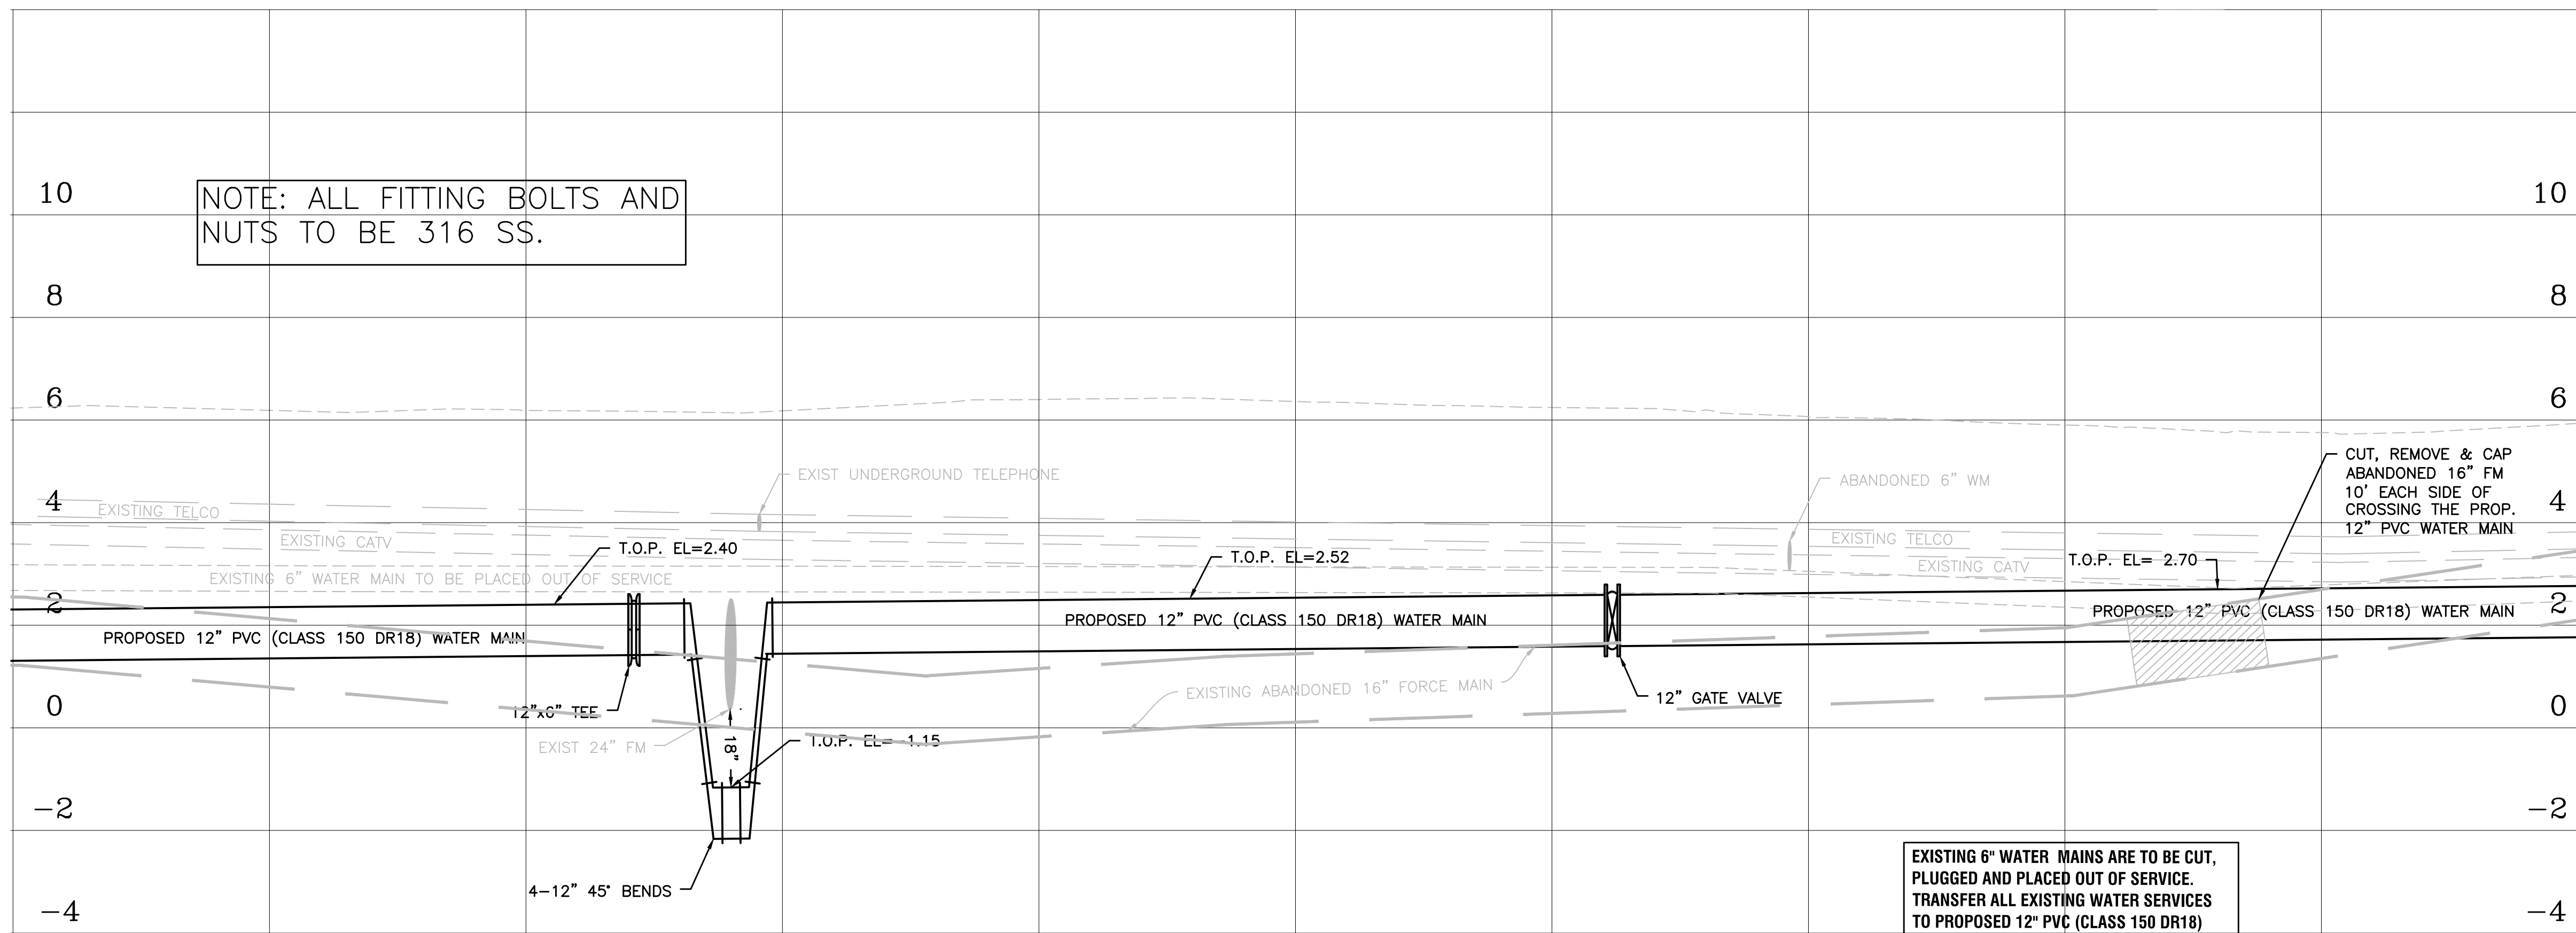 NOTE: ALL FITTING BOLTS AND
NUTS TO BE 316 SS.
10
10
8
8
6
6
EXIST UNDERGROUND TELEPHONE
ABANDONED 6” WM
CUT, REMOVE & CAP
ABANDONED 16” FM
10’ EACH SIDE OF
CROSSING THE PROP.
12” PVC WATER MAIN
4
4
EXISTING TELCO
EXISTING CATV
T.O.P. EL=2.40
T.O.P. EL=2.52
EXISTING TELCO
EXISTING CATV
T.O.P. EL= 2.70
EXISTING 6” WATER MAIN TO BE PLACED OUT OF SERVICE
2
2
PROPOSED 12” PVC (CLASS 150 DR18) WATER MAIN
PROPOSED 12” PVC (CLASS 150 DR18) WATER MAIN
PROPOSED 12” PVC (CLASS 150 DR18) WATER MAIN
EXISTING ABANDONED 16” FORCE MAIN
12” GATE VALVE
0
0
12”x6” TEE
EXIST 24” FM
18”
T.O.P. EL=-1.15
-2
-2
4-12” 45° BENDS
EXISTING 6" WATER MAINS ARE TO BE CUT,
PLUGGED AND PLACED OUT OF SERVICE.
TRANSFER ALL EXISTING WATER SERVICES
TO PROPOSED 12" PVC (CLASS 150 DR18)
-4
-4